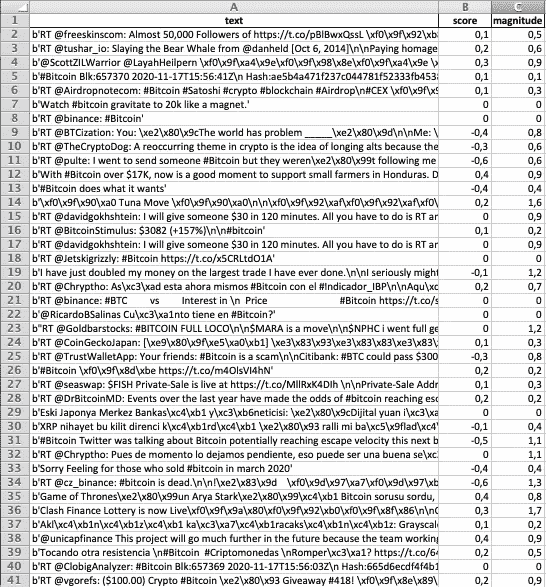 A B C
1 text score magnitude
2 b'RT @freeskinscom: Almost 50,000 Followers of https://t.co/pBlBwxQssL \xf0\x9f\x92\xb 0,1 0,5
3 b'RT @tushar_io: Slaying the Bear Whale from @danheld [Oct 6, 2014]\n\nPaying homage 0,2 0,6
4 b'@ScottZILWarrior @LayahHeilpern \xf0\x9f\xa4\x9e\xf0\x9f\x98\x8e\xf0\x9f\xa4\x9e \ 0,3 0,9
5 b'#Bitcoin Blk:657370 2020-11-17T15:56:41Z\n Hash:ae5b4a471f237c044781f52333fb453 0,1 0,1
6 b'RT @Airdropnotecom: #Bitcoin #Satoshi #crypto #blockchain #Airdrop\n#CEX \xf0\x9f\ 0,1 0,3
7 b'Watch #bitcoin gravitate to 20k like a magnet.' 0 0
8 b'RT @binance: #Bitcoin' 0 0
9 b'RT @BTCization: You: \xe2\x80\x9cThe world has problem _____\xe2\x80\x9d\n\nMe: \ -0,4 0,8
10 b'RT @TheCryptoDog: A reoccurring theme in crypto is the idea of longing alts because the -0,3 0,6
11 b'RT @pulte: I went to send someone #Bitcoin but they weren\xe2\x80\x99t following me -0,6 0,6
12 b'With #Bitcoin over $17K, now is a good moment to support small farmers in Honduras. D 0,4 0,9
13 b'#Bitcoin does what it wants' -0,4 0,4
14 b'\xf0\x9f\x90\xa0 Tuna Move \xf0\x9f\x90\xa0\n\n\xf0\x9f\x92\xaf\xf0\x9f\x92\xaf\xf0\ 0,2 1,6
15 b'RT @davidgokhshtein: I will give someone $30 in 120 minutes. All you have to do is RT ar 0 0,9
16 b'RT @BitcoinStimulus: $3082 (+157%)\n\n#bitcoin' 0,1 0,2
17 b'RT @davidgokhshtein: I will give someone $30 in 120 minutes. All you have to do is RT ar 0 0,9
18 b'RT @Jetskigrizzly: #Bitcoin https://t.co/x5CRLtdO1A' 0 0
19 b'I have just doubled my money on the largest trade I have ever done.\n\nI seriously might -0,1 1,2
20 b'RT @Chryptho: As\xc3\xad esta ahora mismos #Bitcoin con el #Indicador_IBP\n\nAqu\xc 0,2 0,7
21 b'RT @binance: #BTC vs Interest in \n Price #Bitcoin https://t.co/s 0 0
22 b'@RicardoBSalinas Cu\xc3\xa1nto tiene en #Bitcoin?' 0 0
23 b"RT @Goldbarstocks: #BITCOIN FULL LOCO\n\n$MARA is a move\n\n$NPHC i went full ge 0 1,2
24 b'RT @CoinGeckoJapan: [\xe9\x80\x9f\xe5\xa0\xb1] \xe3\x83\x93\xe3\x83\x83\xe3\x83\ 0,1 0,3
25 b'RT @TrustWalletApp: Your friends: #Bitcoin is a scam\n\nCitibank: #BTC could pass $300 -0,3 0,8
26 b'#Bitcoin \xf0\x9f\x8d\xbe https://t.co/m4OlsVI4hN' 0,2 0,2
27 b'RT @seaswap: $FISH Private-Sale is live at https://t.co/MllRxK4DIh \n\nPrivate-Sale Addr 0,1 0,3
28 b'RT @DrBitcoinMD: Events over the last year have made the odds of #bitcoin reaching esc 0,2 0,2
29 b'Eski Japonya Merkez Bankas\xc4\xb1 y\xc3\xb6neticisi: \xe2\x80\x9cDijital yuan i\xc3\xa 0 0
30 b'XRP nihayet bu kilit direnci k\xc4\xb1rd\xc4\xb1 \xe2\x80\x93 ralli mi ba\xc5\x9flad\xc4' -0,1 0,4
31 b'#Bitcoin Twitter was talking about Bitcoin potentially reaching escape velocity this next b -0,5 1,1
32 b'RT @Chryptho: Pues de momento lo dejamos pendiente, eso puede ser una buena se\xc 0 1,1
33 b'Sorry Feeling for those who sold #bitcoin in march 2020' -0,4 0,4
34 b'RT @cz_binance: #bitcoin is dead.\n\n!\xe2\x83\x9d \xf0\x9d\x97\xa7\xf0\x9d\x97\xb -0,6 1,3
35 b'Game of Thrones\xe2\x80\x99un Arya Stark\xe2\x80\x99\xc4\xb1 Bitcoin sorusu sordu, 0,4 0,8
36 b'Clash Finance Lottery is now Live\xf0\x9f\x9a\x80\xf0\x9f\x92\xb0\xf0\x9f\x8f\x86\n\nC 0,3 1,7
37 b'Akl\xc4\xb1n\xc4\xb1z\xc4\xb1 ka\xc3\xa7\xc4\xb1racaks\xc4\xb1n\xc4\xb1z: Grayscal 0,1 0,2
38 b'@unicapfinance This project will go much further in the future because the team working 0,4 0,9
39 b'Tocando otra resistencia \n#Bitcoin #Criptomonedas \nRomper\xc3\xa1? https://t.co/6 0,2 0,5
40 b'RT @ClobigAnalyzer: #Bitcoin Blk:657369 2020-11-17T15:56:03Z\n Hash:665d6ecdf4f4b1 0 0
41 b'RT @vgorefs: ($100.00) Crypto #Bitcoin \xe2\x80\x93 Giveaway #418! \xf0\x9f\x8e\x89\ 0,2 0,5